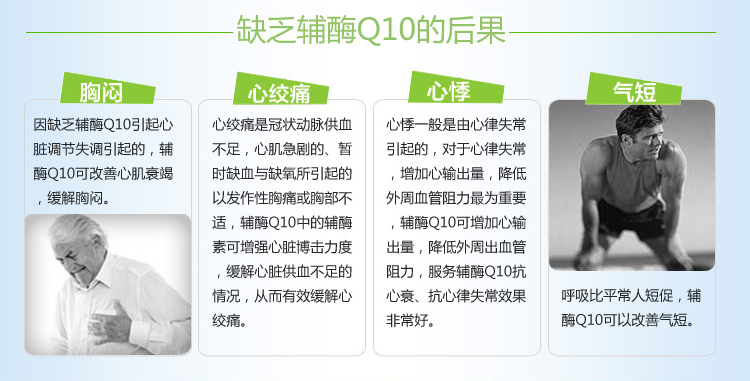 缺乏辅酶Q10的后果
胸闷
因缺乏辅酶Q10引起心
脏调节失调引起的，辅
酶Q10可改善心肌衰竭
，缓解胸闷。
心绞痛
心绞痛是冠状动脉供血
不足，心肌急剧的、暂
时缺血与缺氧所引起的
以发作性胸痛或胸部不
适，辅酶Q10中的辅酶
素可增强心脏博击力度
，缓解心脏供血不足的
情况，从而有效缓解心
绞痛。
心悸
心悸一般是由心律失常
引起的，对于心律失常
，增加心输出量，降低
外周血管阻力最为重要
，辅酶Q10可增加心输
出量，降低外周出血管
阻力，服务辅酶Q10抗
心衰、抗心律失常效果
非常好。
气短
呼吸比平常人短促，辅
酶Q10可以改善气短。